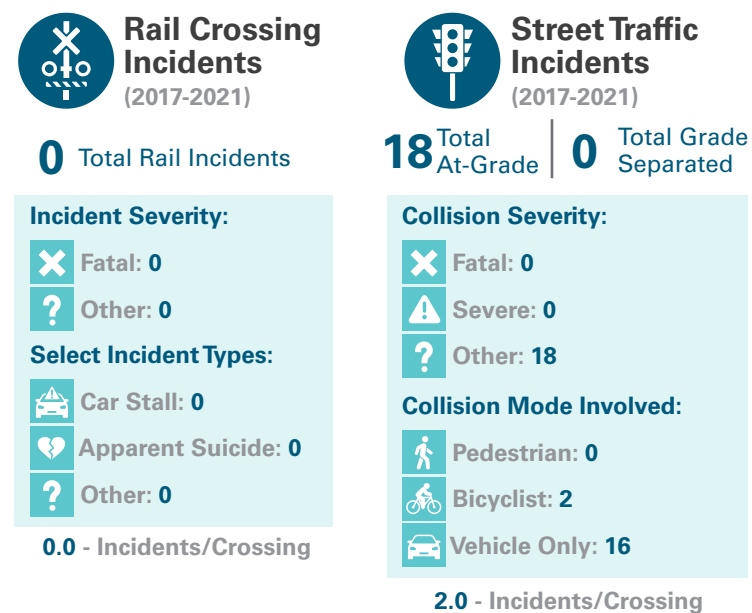 Rail Crossing
Incidents
(2017-2021)
0 Total Rail Incidents
Incident Severity:
Fatal: 0
? Other: 0
Select Incident Types:
Car Stall: 0
Apparent Suicide: 0
? Other: 0
0.0 - Incidents/Crossing
Street Traffic
Incidents
(2017-2021)
18 Total
At-Grade
0 Total Grade
Separated
Collision Severity:
Fatal: 0
Severe: 0
? Other: 18
Collision Mode Involved:
Pedestrian: 0
Bicyclist: 2
Vehicle Only: 16
2.0 - Incidents/Crossing